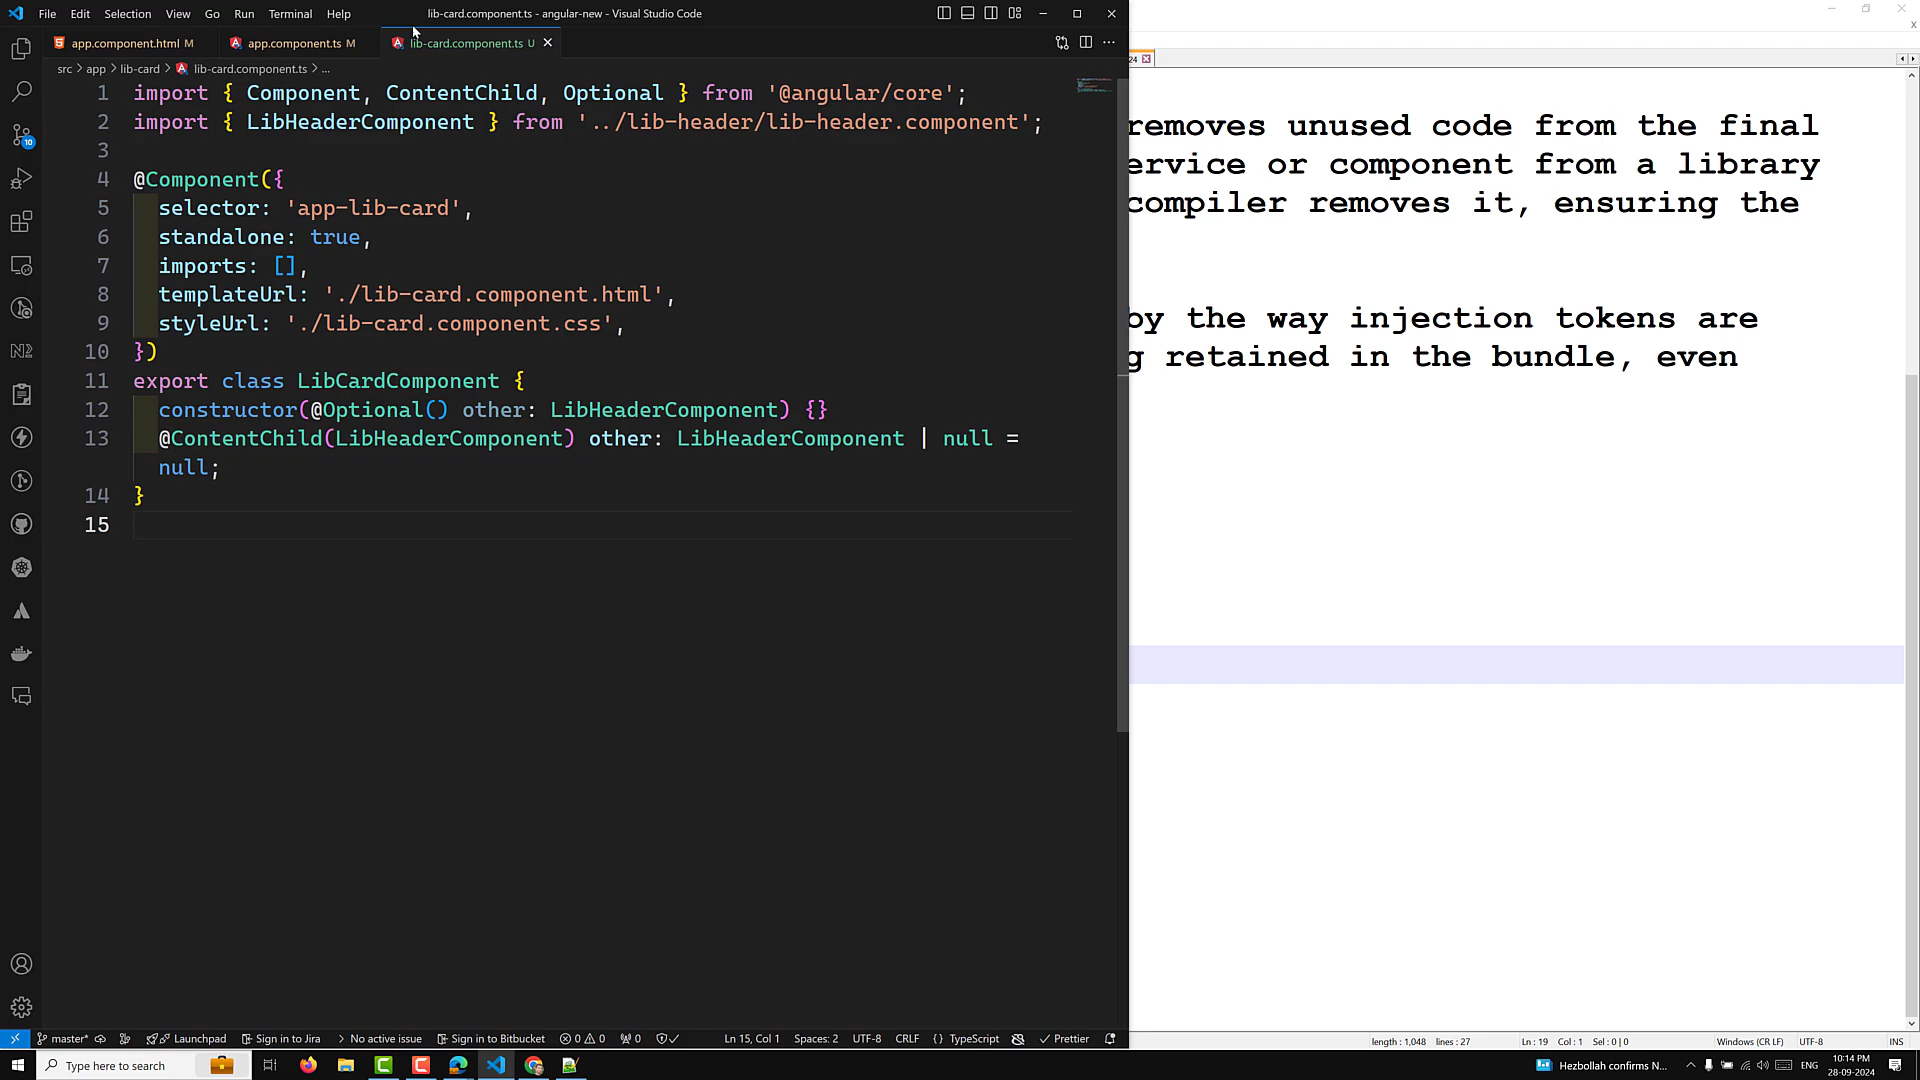 File Edit Selection View Go Run Terminal Help lib-card.component.ts - angular-new - Visual Studio Code
app.component.html M app.component.ts M lib-card.component.ts U
src > app > lib-card > lib-card.component.ts > ...
1 import { Component, ContentChild, Optional } from '@angular/core';
2 import { LibHeaderComponent } from '../lib-header/lib-header.component';
3
4 @Component({
5 selector: 'app-lib-card',
6 standalone: true,
7 imports: [],
8 templateUrl: './lib-card.component.html',
9 styleUrl: './lib-card.component.css',
10 })
11 export class LibCardComponent {
12 constructor(@Optional() other: LibHeaderComponent) {}
13 @ContentChild(LibHeaderComponent) other: LibHeaderComponent | null =
null;
14 }
15
10
N2
24
removes unused code from the final
ervice or component from a library
compiler removes it, ensuring the
by the way injection tokens are
g retained in the bundle, even
master* Launchpad Sign in to Jira No active issue Sign in to Bitbucket 0 0 0 Ln 15, Col 1 Spaces: 2 UTF-8 CRLF {} TypeScript Prettier
length : 1,048 lines : 27 Ln : 19 Col : 1 Sel : 0 | 0 Windows (CR LF) UTF-8 INS
Type here to search Hezbollah confirms N... ENG 10:14 PM
28-09-2024